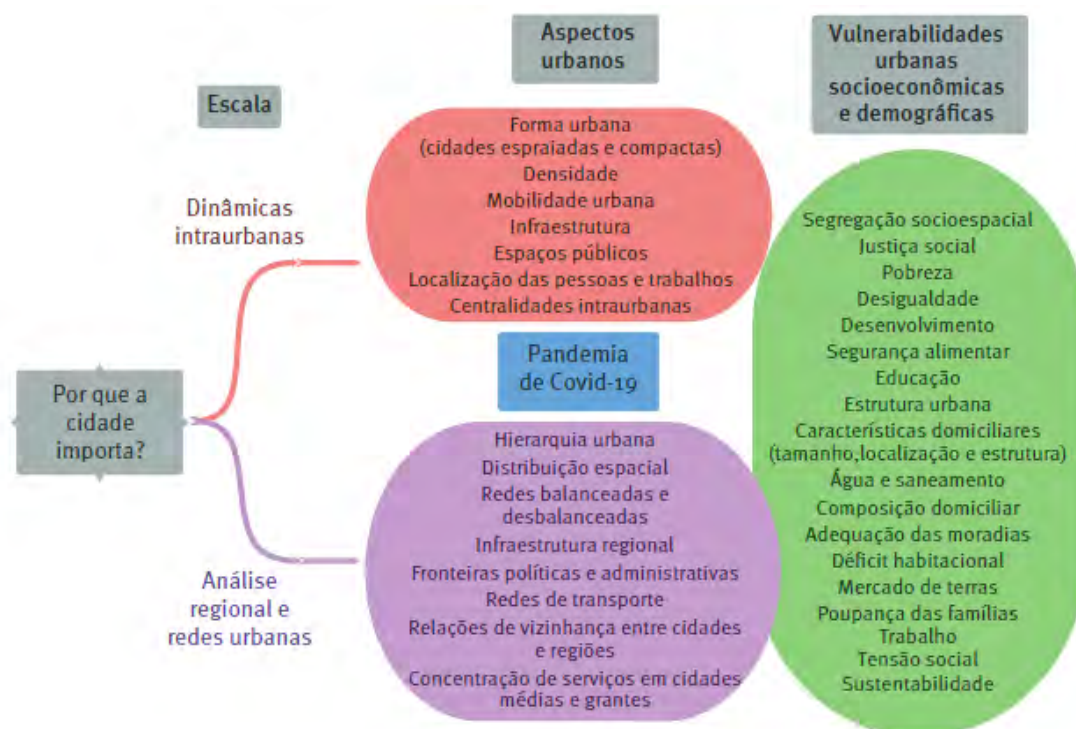 Por que a
cidade
importa?
Escala
Dinâmicas
intraurbanas
Análise
regional e
redes urbanas
Aspectos
urbanos
Forma urbana
(cidades espraiadas e compactas)
Densidade
Mobilidade urbana
Infraestrutura
Espaços públicos
Localização das pessoas e trabalhos
Centralidades intraurbanas
Pandemia
de Covid-19
Hierarquia urbana
Distribuição espacial
Redes balanceadas e
desbalanceadas
Infraestrutura regional
Fronteiras políticas e administrativas
Redes de transporte
Relações de vizinhança entre cidades
e regiões
Concentração de serviços em cidades
médias e grantes
Vulnerabilidades
urbanas
socioeconômicas
e demográficas
Segregação socioespacial
Justiça social
Pobreza
Desigualdade
Desenvolvimento
Segurança alimentar
Educação
Estrutura urbana
Características domiciliares
(tamanho,localização e estrutura)
Água e saneamento
Composição domiciliar
Adequação das moradias
Déficit habitacional
Mercado de terras
Poupança das famílias
Trabalho
Tensão social
Sustentabilidade